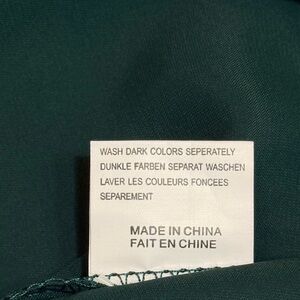 WASH DARK COLORS SEPERATELY
DUNKLE FARBEN SEPARAT WASCHEN
LAVER LES COULEURS FONCEES
SEPAREMENT
MADE IN CHINA
FAIT EN CHINE